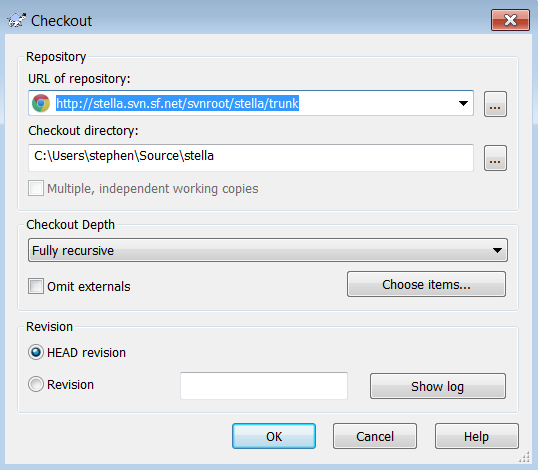 Checkout
Repository
URL of repository:
http://stella.svn.sf.net/svnroot/stella/trunk
...
Checkout directory:
C:\Users\stephen\Source\stella
...
Multiple, independent working copies
Checkout Depth
Fully recursive
Omit externals
Choose items...
Revision
HEAD revision
Revision
Show log
OK
Cancel
Help